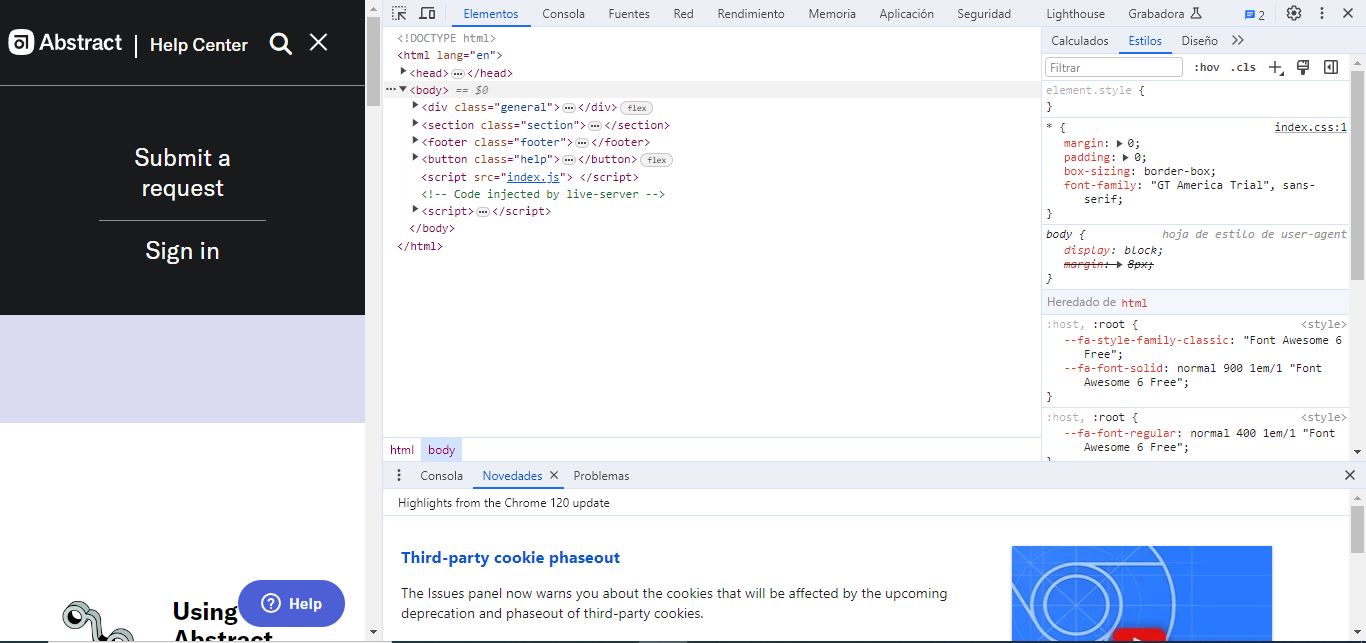 Abstract | Help Center
Submit a
request
Sign in
Using
Abstract
Help
Elementos Consola Fuentes Red Rendimiento Memoria Aplicación Seguridad Lighthouse Grabadora 2
<!DOCTYPE html>
<html lang="en">
<head> ⋯ </head>
⋯ <body> == $0
<div class="general"> ⋯ </div> flex
<section class="section"> ⋯ </section>
<footer class="footer"> ⋯ </footer>
<button class="help"> ⋯ </button> flex
<script src="index.js"> </script>
<!-- Code injected by live-server -->
<script> ⋯ </script>
</body>
</html>
html body
Calculados Estilos Diseño
Filtrar :hov .cls
element.style {
}
* { index.css:1
margin: 0;
padding: 0;
box-sizing: border-box;
font-family: "GT America Trial", sans-
serif;
}
body { hoja de estilo de user-agent
display: block;
margin: 8px;
}
Heredado de html
:host, :root { <style>
--fa-style-family-classic: "Font Awesome 6
Free";
--fa-font-solid: normal 900 1em/1 "Font
Awesome 6 Free";
}
:host, :root { <style>
--fa-font-regular: normal 400 1em/1 "Font
Awesome 6 Free";
}
Consola Novedades Problemas
Highlights from the Chrome 120 update
Third-party cookie phaseout
The Issues panel now warns you about the cookies that will be affected by the upcoming
deprecation and phaseout of third-party cookies.